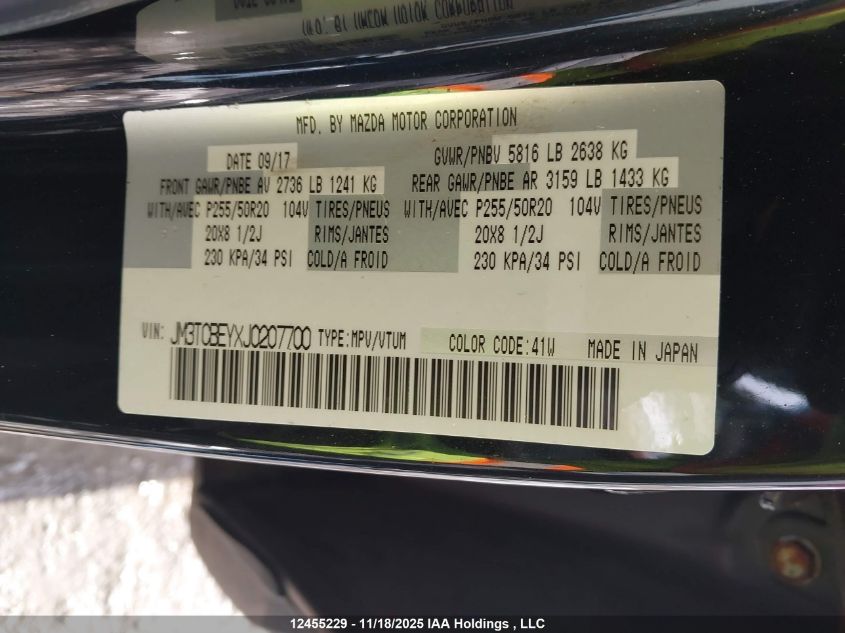 MFD. BY MAZDA MOTOR CORPORATION
DATE 09/17 GVWR/PNBV 5816 LB 2638 KG
FRONT GAWR/PNBE AV 2736 LB 1241 KG REAR GAWR/PNBE AR 3159 LB 1433 KG
WITH/AVEC P255/50R20 104V TIRES/PNEUS WITH/AVEC P255/50R20 104V TIRES/PNEUS
20X8 1/2J RIMS/JANTES 20X8 1/2J RIMS/JANTES
230 KPA/34 PSI COLD/A FROID 230 KPA/34 PSI COLD/A FROID
VIN: JM3TCBEYXJ0207700 TYPE:MPV/VTUM COLOR CODE:41W MADE IN JAPAN
12455229 - 11/18/2025 IAA Holdings , LLC